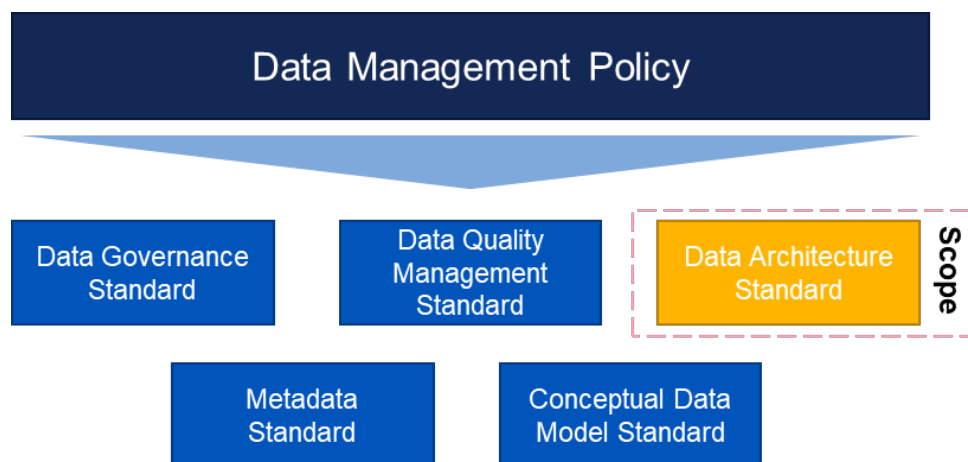 Data Management Policy
Data Governance
Standard
Data Quality
Management
Standard
Data Architecture
Standard
Scope
Metadata
Standard
Conceptual Data
Model Standard